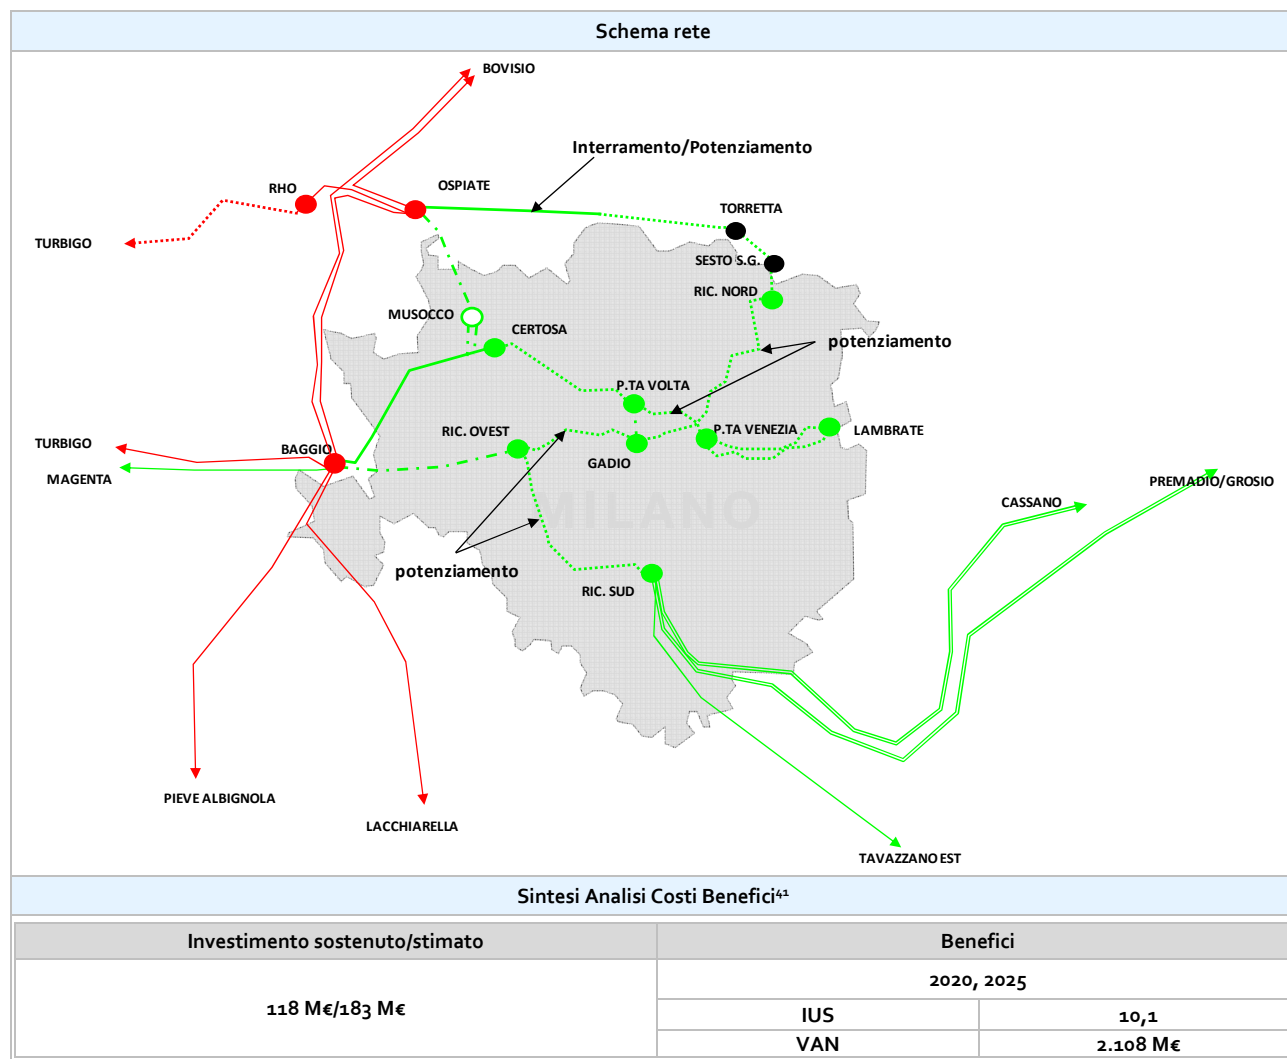 Schema rete
BOVISIO
Interramento/Potenziamento
RHO
OSPIATE
TORRETTA
TURBIGO
SESTO S.G.
RIC. NORD
MUSOCCO
CERTOSA
potenziamento
P.TA VOLTA
RIC. OVEST
P.TA VENEZIA
LAMBRATE
TURBIGO
BAGGIO
GADIO
MAGENTA
PREMADIO/GROSIO
CASSANO
MILANO
potenziamento
RIC. SUD
PIEVE ALBIGNOLA
LACCHIARELLA
TAVAZZANO EST
Sintesi Analisi Costi Benefici⁴¹
Investimento sostenuto/stimato
Benefici
118 M€/183 M€
2020, 2025
IUS
10,1
VAN
2.108 M€